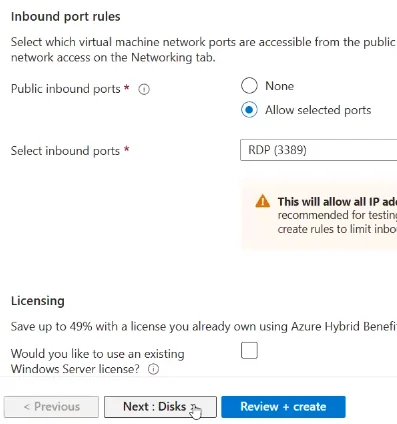 Inbound port rules
Select which virtual machine network ports are accessible from the public
network access on the Networking tab.
Public inbound ports *
None
Allow selected ports
Select inbound ports *
RDP (3389)
This will allow all IP
recommended for testing
create rules to limit
Licensing
Save up to 49% with a license you already own using Azure Hybrid
Would you like to use an existing
Windows Server license?
< Previous
Next : Disks >
Review + create